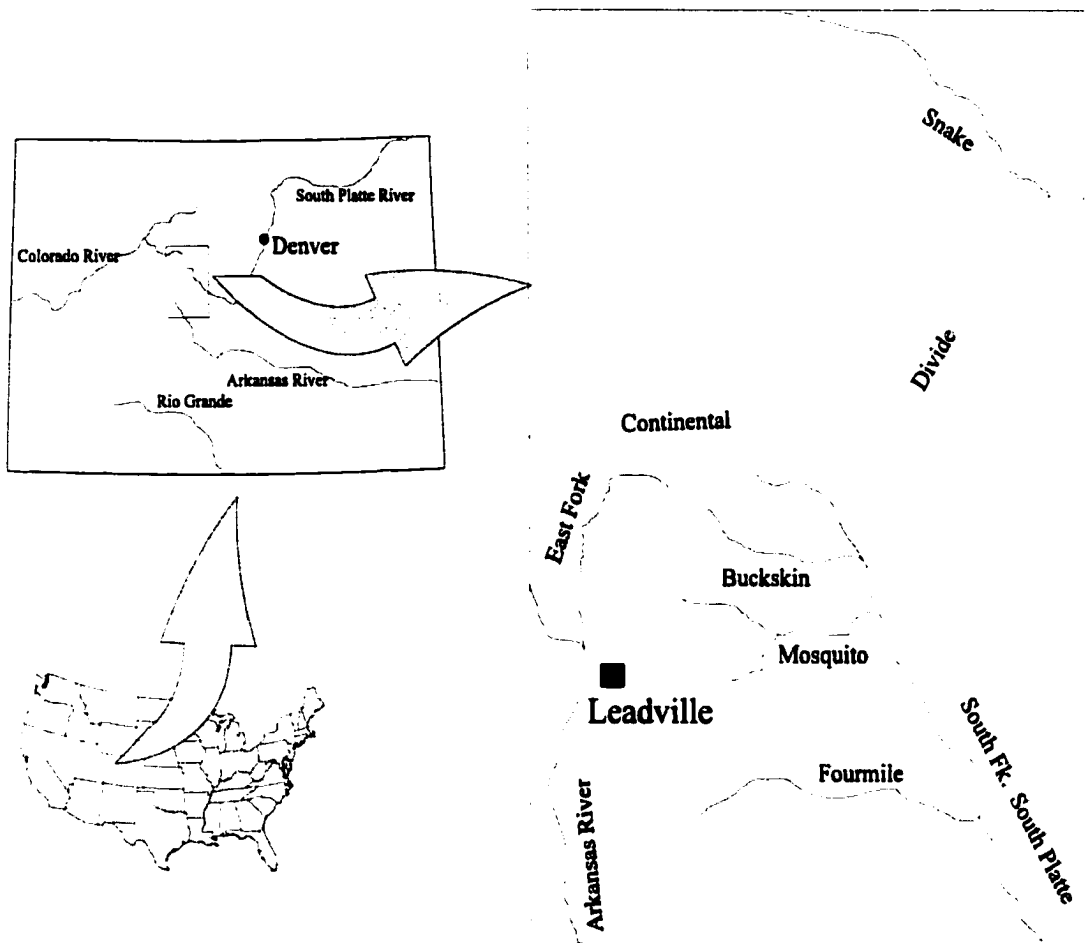 South Platte River
Denver
Colorado River
Arkansas River
Rio Grande
Snake
Divide
Continental
East Fork
Buckskin
Mosquito
Leadville
Fourmile
South Fk. South Platte
Arkansas River